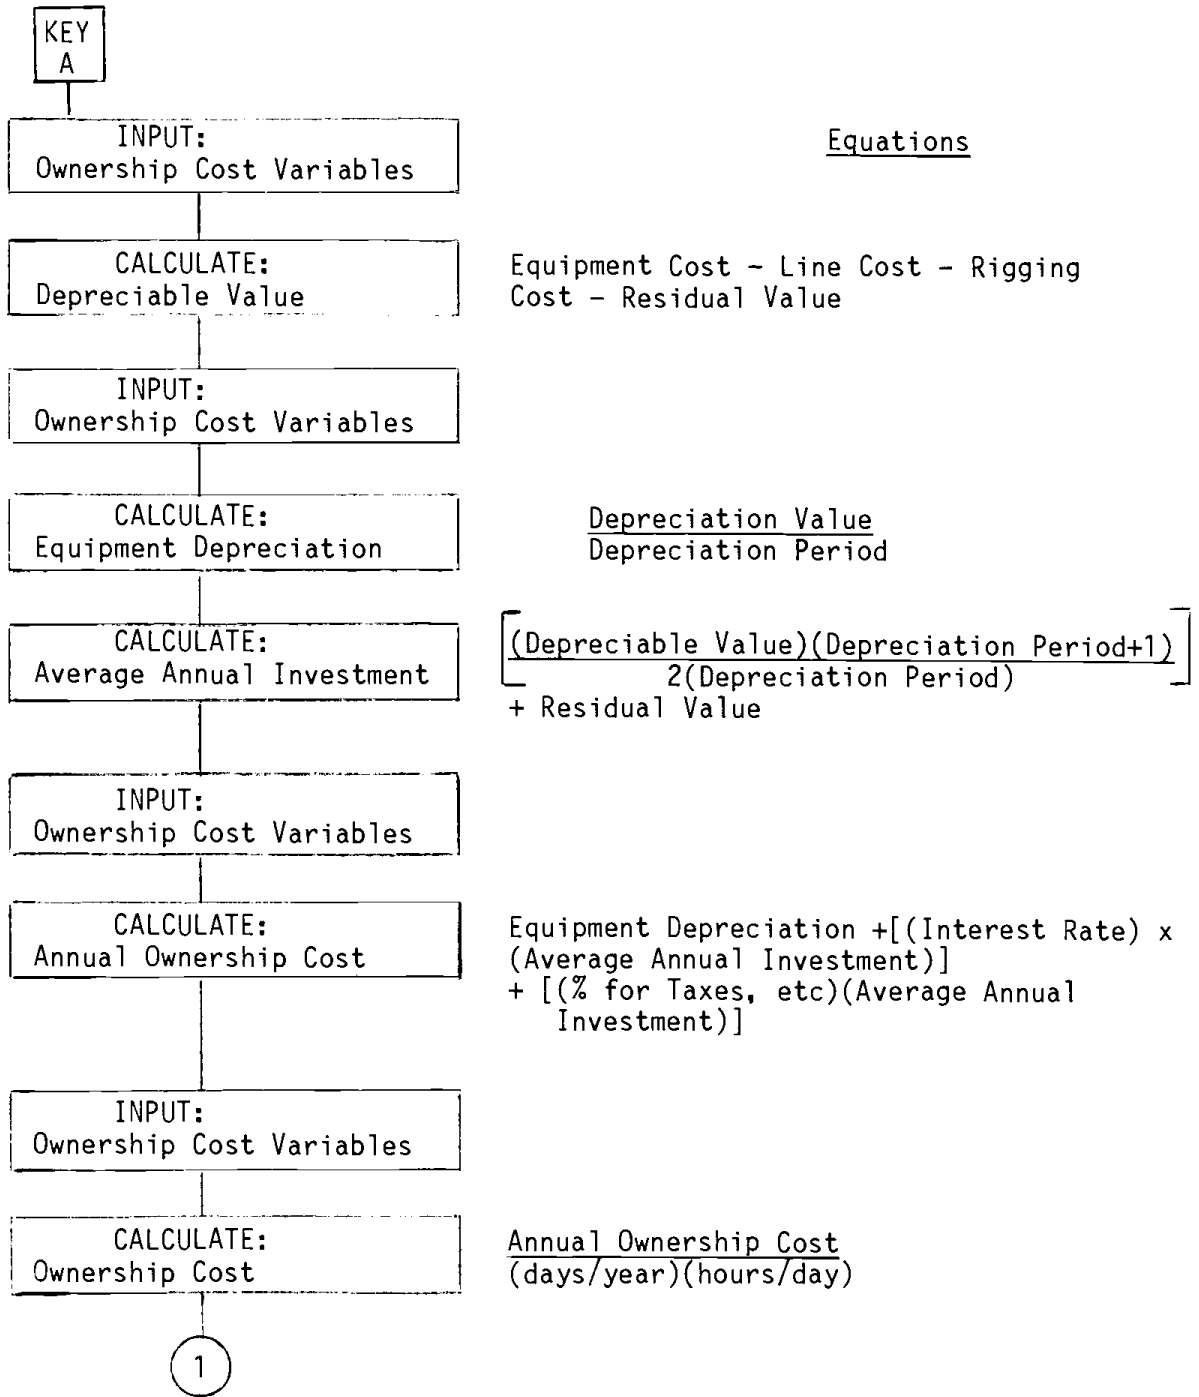 KEY
A
INPUT:
Ownership Cost Variables
Equations
CALCULATE:
Depreciable Value
Equipment Cost – Line Cost – Rigging
Cost – Residual Value
INPUT:
Ownership Cost Variables
CALCULATE:
Equipment Depreciation
Depreciation Value
Depreciation Period
CALCULATE:
Average Annual Investment
[(Depreciable Value)(Depreciation Period+1)]
2(Depreciation Period)
+ Residual Value
INPUT:
Ownership Cost Variables
CALCULATE:
Annual Ownership Cost
Equipment Depreciation +[(Interest Rate) x
(Average Annual Investment)]
+ [(% for Taxes, etc)(Average Annual
Investment)]
INPUT:
Ownership Cost Variables
CALCULATE:
Ownership Cost
Annual Ownership Cost
(days/year)(hours/day)
1